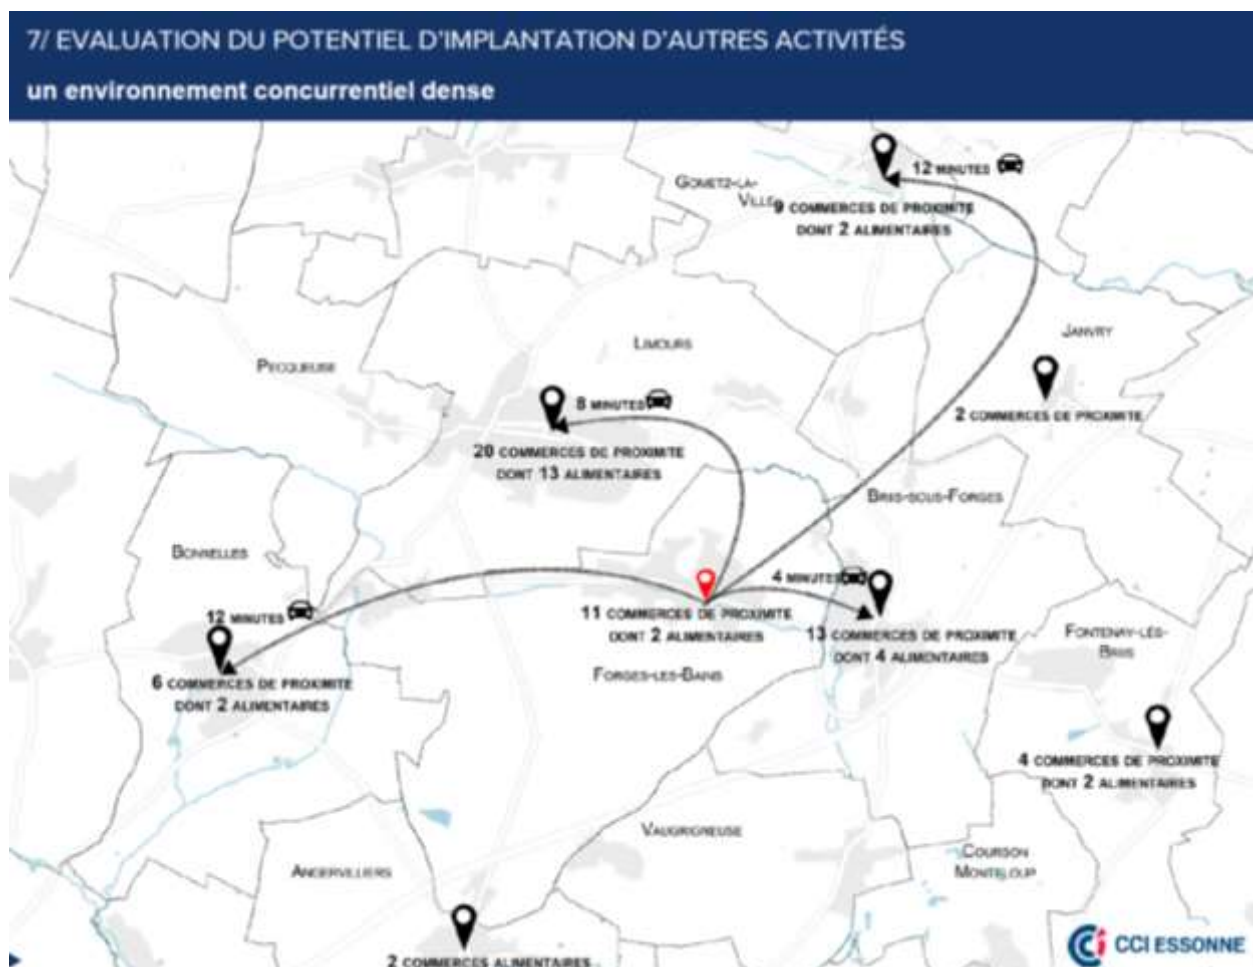 7/ EVALUATION DU POTENTIEL D'IMPLANTATION D'AUTRES ACTIVITÉS
un environnement concurrentiel dense
12 MINUTES
GOMETZ-LA-
VILLE
9 COMMERCES DE PROXIMITE
DONT 2 ALIMENTAIRES
JANVRY
LIMOURS
PECQUEUSE
2 COMMERCES DE PROXIMITE
8 MINUTES
20 COMMERCES DE PROXIMITE
DONT 13 ALIMENTAIRES
BRIIS-SOUS-FORGES
BONNELLES
4 MINUTES
12 MINUTES
11 COMMERCES DE PROXIMITE
DONT 2 ALIMENTAIRES
13 COMMERCES DE PROXIMITE
DONT 4 ALIMENTAIRES
FONTENAY-LÈS-
BRIIS
FORGES-LES-BAINS
6 COMMERCES DE PROXIMITE
DONT 2 ALIMENTAIRES
4 COMMERCES DE PROXIMITE
DONT 2 ALIMENTAIRES
VAUGRIGNEUSE
ANGERVILLIERS
COURSON
MONTELOUP
2 COMMERCES ALIMENTAIRES
CCI ESSONNE